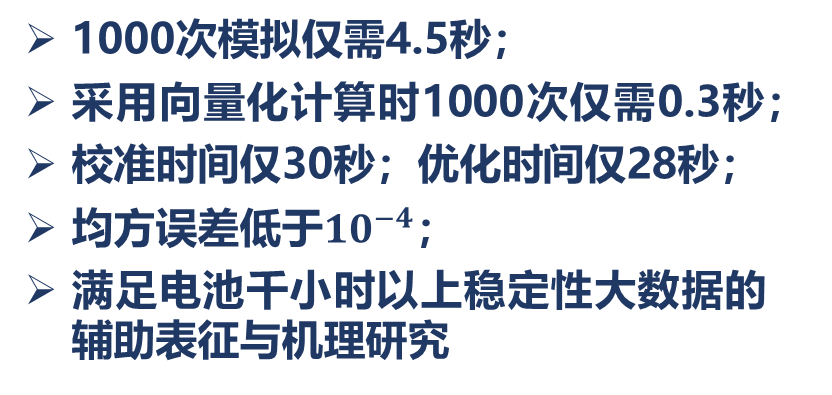 ➢ 1000次模拟仅需4.5秒；
➢ 采用向量化计算时1000次仅需0.3秒；
➢ 校准时间仅30秒；优化时间仅28秒；
➢ 均方误差低于10⁻⁴；
➢ 满足电池千小时以上稳定性大数据的
辅助表征与机理研究